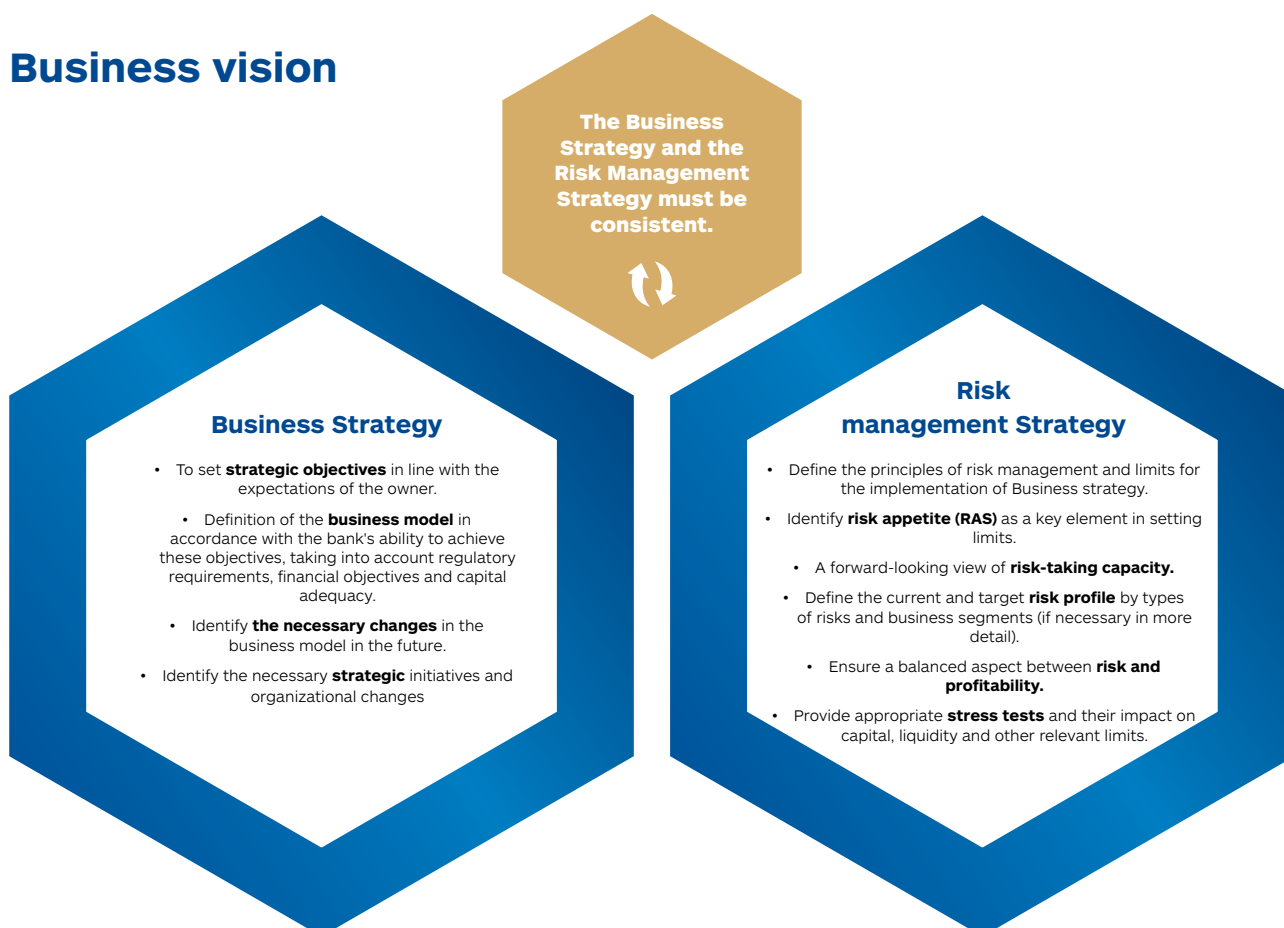 Business vision
The Business
Strategy and the
Risk Management
Strategy must be
consistent.
Business Strategy
• To set strategic objectives in line with the
expectations of the owner.
• Definition of the business model in
accordance with the bank's ability to achieve
these objectives, taking into account regulatory
requirements, financial objectives and capital
adequacy.
• Identify the necessary changes in the
business model in the future.
• Identify the necessary strategic initiatives and
organizational changes
Risk
management Strategy
• Define the principles of risk management and limits for
the implementation of Business strategy.
• Identify risk appetite (RAS) as a key element in setting
limits.
• A forward-looking view of risk-taking capacity.
• Define the current and target risk profile by types
of risks and business segments (if necessary in more
detail).
• Ensure a balanced aspect between risk and
profitability.
• Provide appropriate stress tests and their impact on
capital, liquidity and other relevant limits.